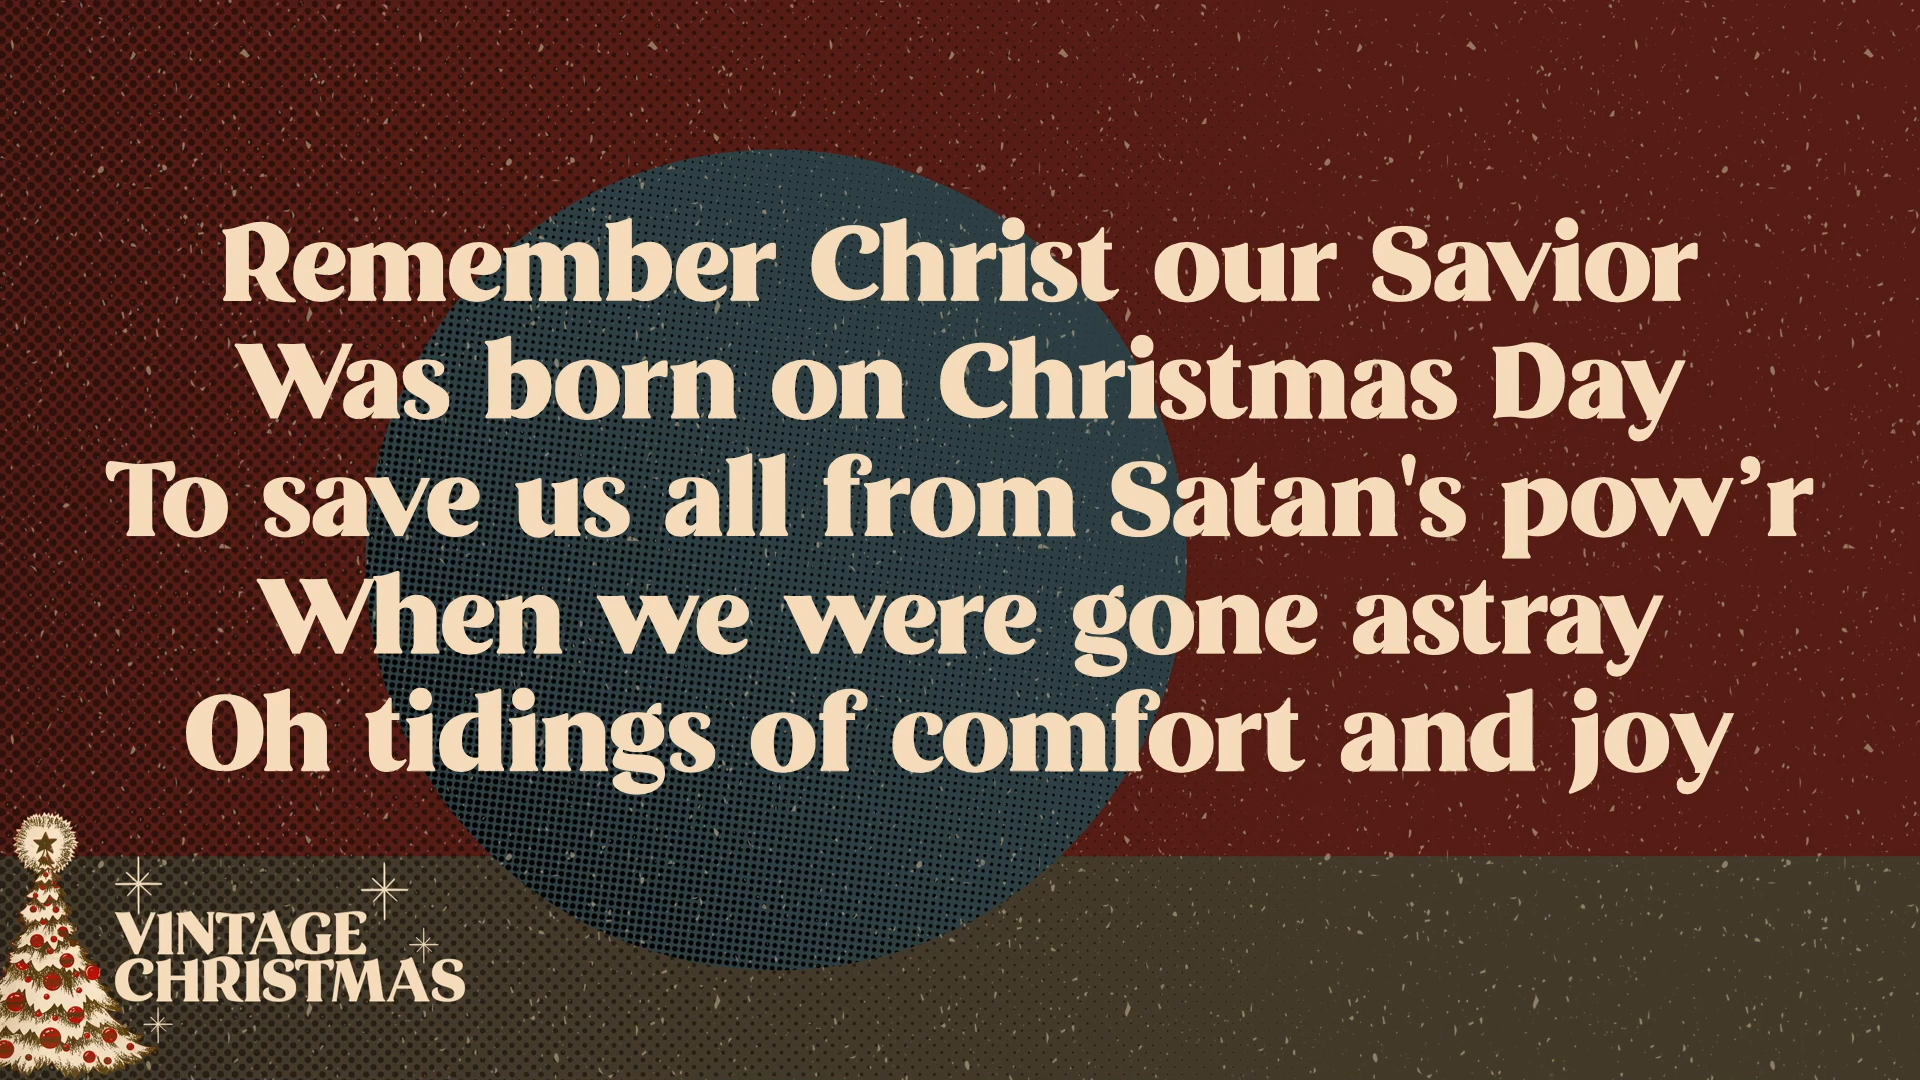 Remember Christ our Savior
Was born on Christmas Day
To save us all from Satan's pow’r
When we were gone astray
Oh tidings of comfort and joy
VINTAGE
CHRISTMAS